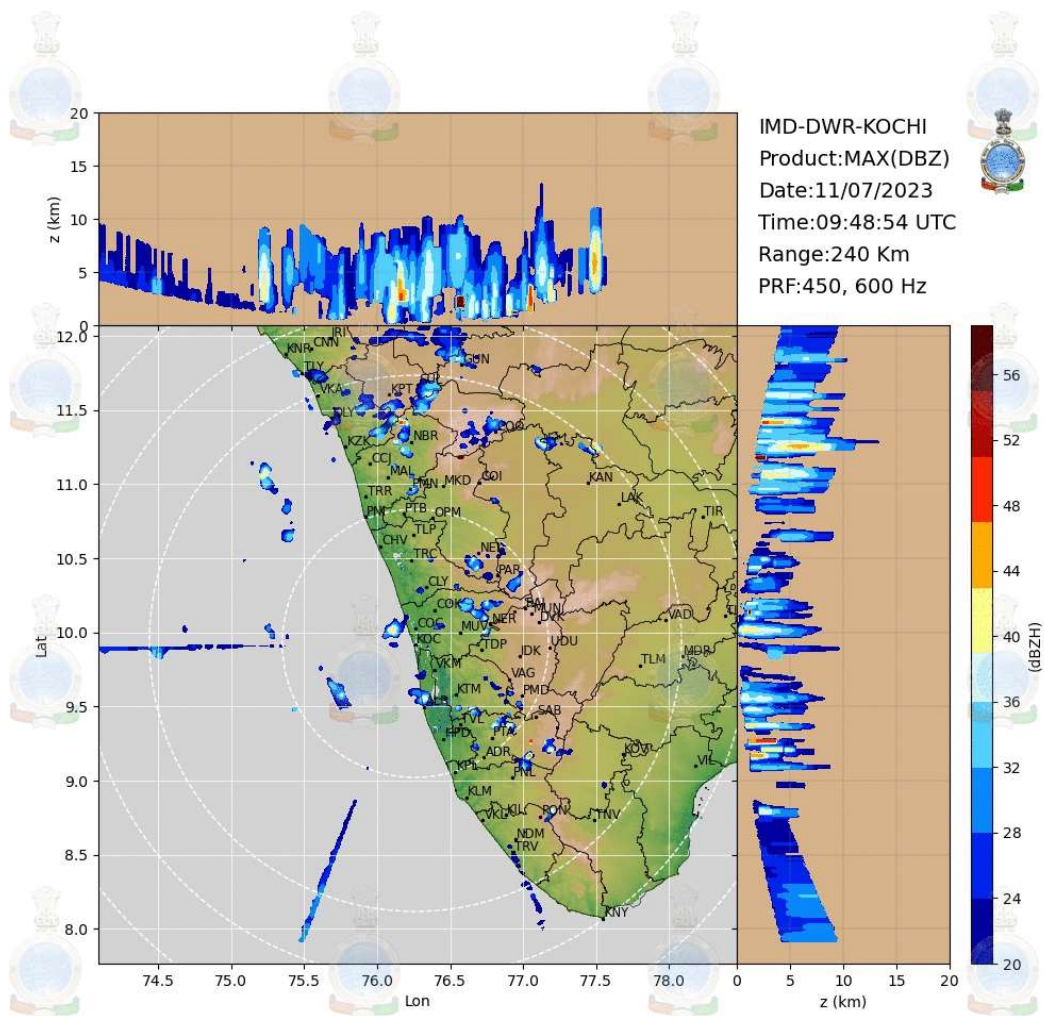 IMD-DWR-KOCHI
Product:MAX(DBZ)
Date:11/07/2023
Time:09:48:54 UTC
Range:240 Km
PRF:450, 600 Hz
20
15
10
5
0
z (km)
12.0
11.5
11.0
10.5
10.0
9.5
9.0
8.5
8.0
Lat
KNR
CNN
TLY
VKA
KPT
GUN
KZK
NBR
CCJ
MAL
TRR
PMN
MKD
COI
KAN
LAK
TIR
PTB
OPM
TLP
CHV
TRC
PAR
CLY
COK
COC
KOC
MUV
NER
TDP
MUN
DVK
UDU
VAD
IDK
TLM
MDR
VKM
VAG
KTM
PMD
SAB
TVL
PTA
ADR
KOV
VIL
KPL
PNL
KLM
VKL
KIL
PON
TNV
NDM
TRV
KNY
74.5
75.0
75.5
76.0
76.5
77.0
77.5
78.0
Lon
0
5
10
15
20
z (km)
56
52
48
44
40
36
32
28
24
20
(dBZH)